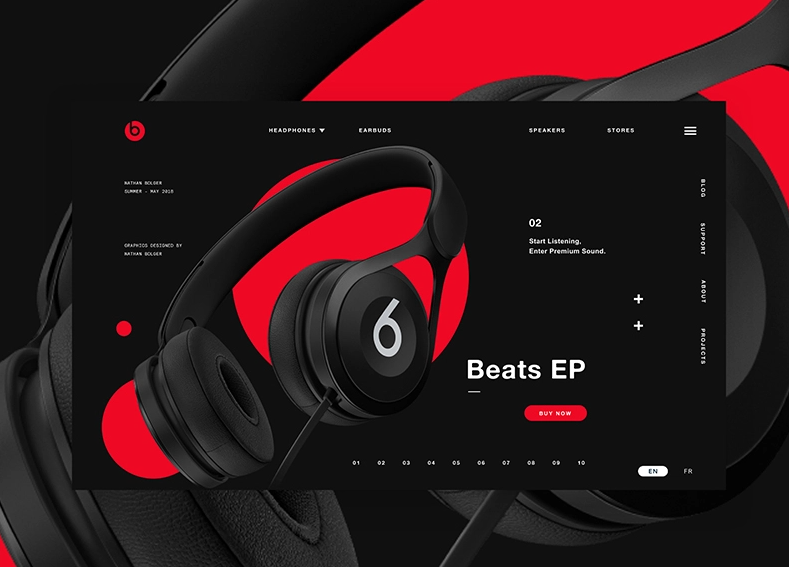 HEADPHONES
EARBUDS
SPEAKERS
STORES
NATHAN BOLGER
SUMMER - MAY 2018
GRAPHICS DESIGNED BY
NATHAN BOLGER
02
Start Listening.
Enter Premium Sound.
BLOG
SUPPORT
ABOUT
PROJECTS
Beats EP
BUY NOW
01 02 03 04 05 06 07 08 09 10
EN FR